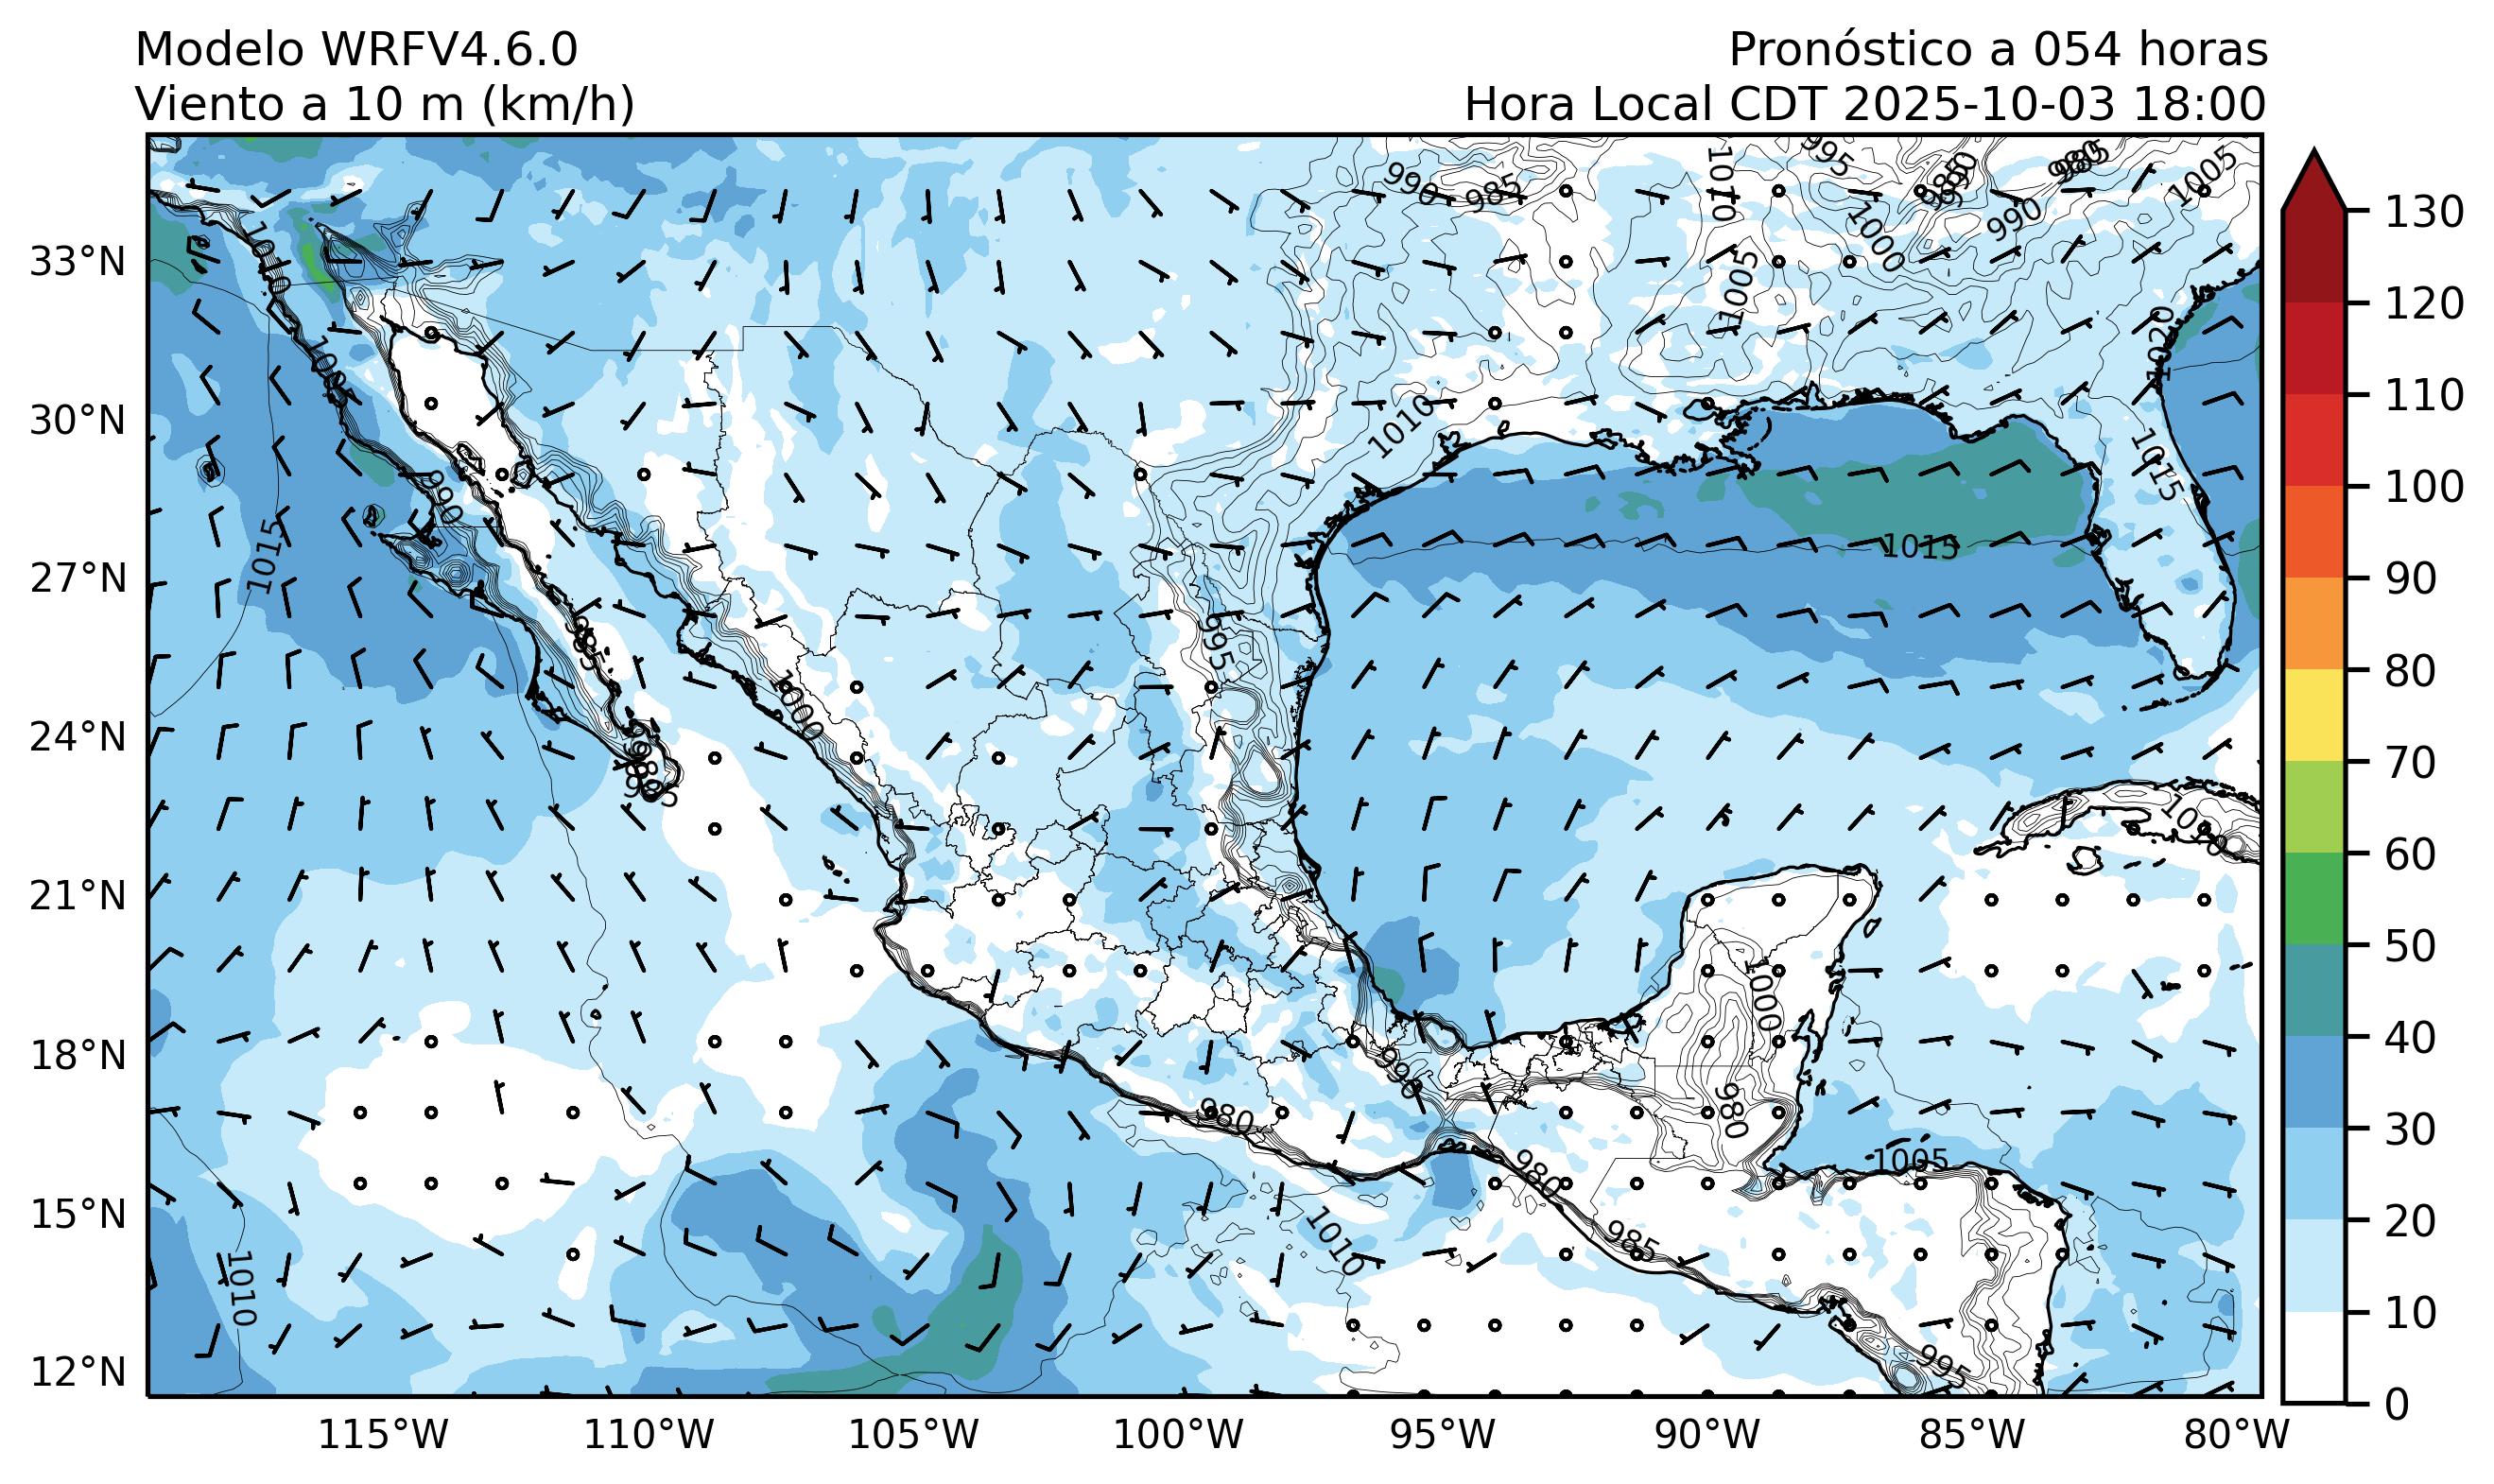 Modelo WRFV4.6.0
Viento a 10 m (km/h)
Pronóstico a 054 horas
Hora Local CDT 2025-10-03 18:00
33°N
30°N
27°N
24°N
21°N
18°N
15°N
12°N
115°W
110°W
105°W
100°W
95°W
90°W
85°W
80°W
130
120
110
100
90
80
70
60
50
40
30
20
10
0
990
985
1010
995
980
1005
1000
990
1005
1010
1020
1015
1015
1015
1010
990
995
1000
985
990
980
1000
980
1005
980
985
1010
1010
995